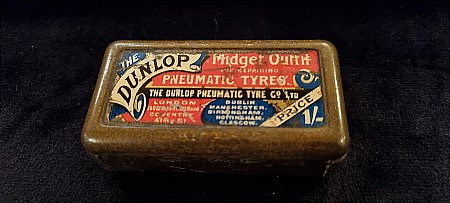 THE
DUNLOP
Midget Outfit
FOR REPAIRING
PNEUMATIC TYRES.
THE DUNLOP PNEUMATIC TYRE CO. LTD
LONDON
COVENTRY
DUBLIN
MANCHESTER,
BIRMINGHAM,
NOTTINGHAM,
GLASGOW.
PRICE
1/-